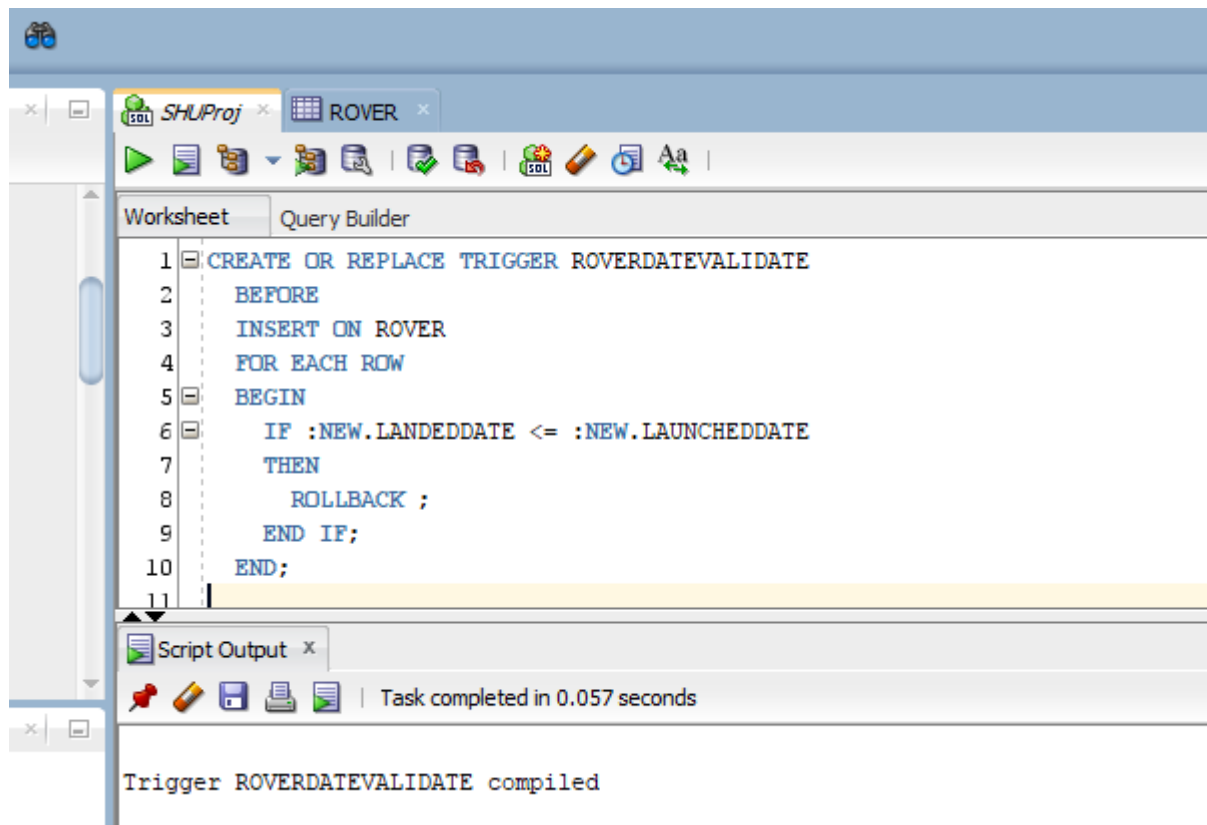 SHUProj ROVER
Worksheet Query Builder
1 CREATE OR REPLACE TRIGGER ROVERDATEVALIDATE
2 BEFORE
3 INSERT ON ROVER
4 FOR EACH ROW
5 BEGIN
6 IF :NEW.LANDEDDATE <= :NEW.LAUNCHEDDATE
7 THEN
8 ROLLBACK ;
9 END IF;
10 END;
11
Script Output x
Task completed in 0.057 seconds
Trigger ROVERDATEVALIDATE compiled